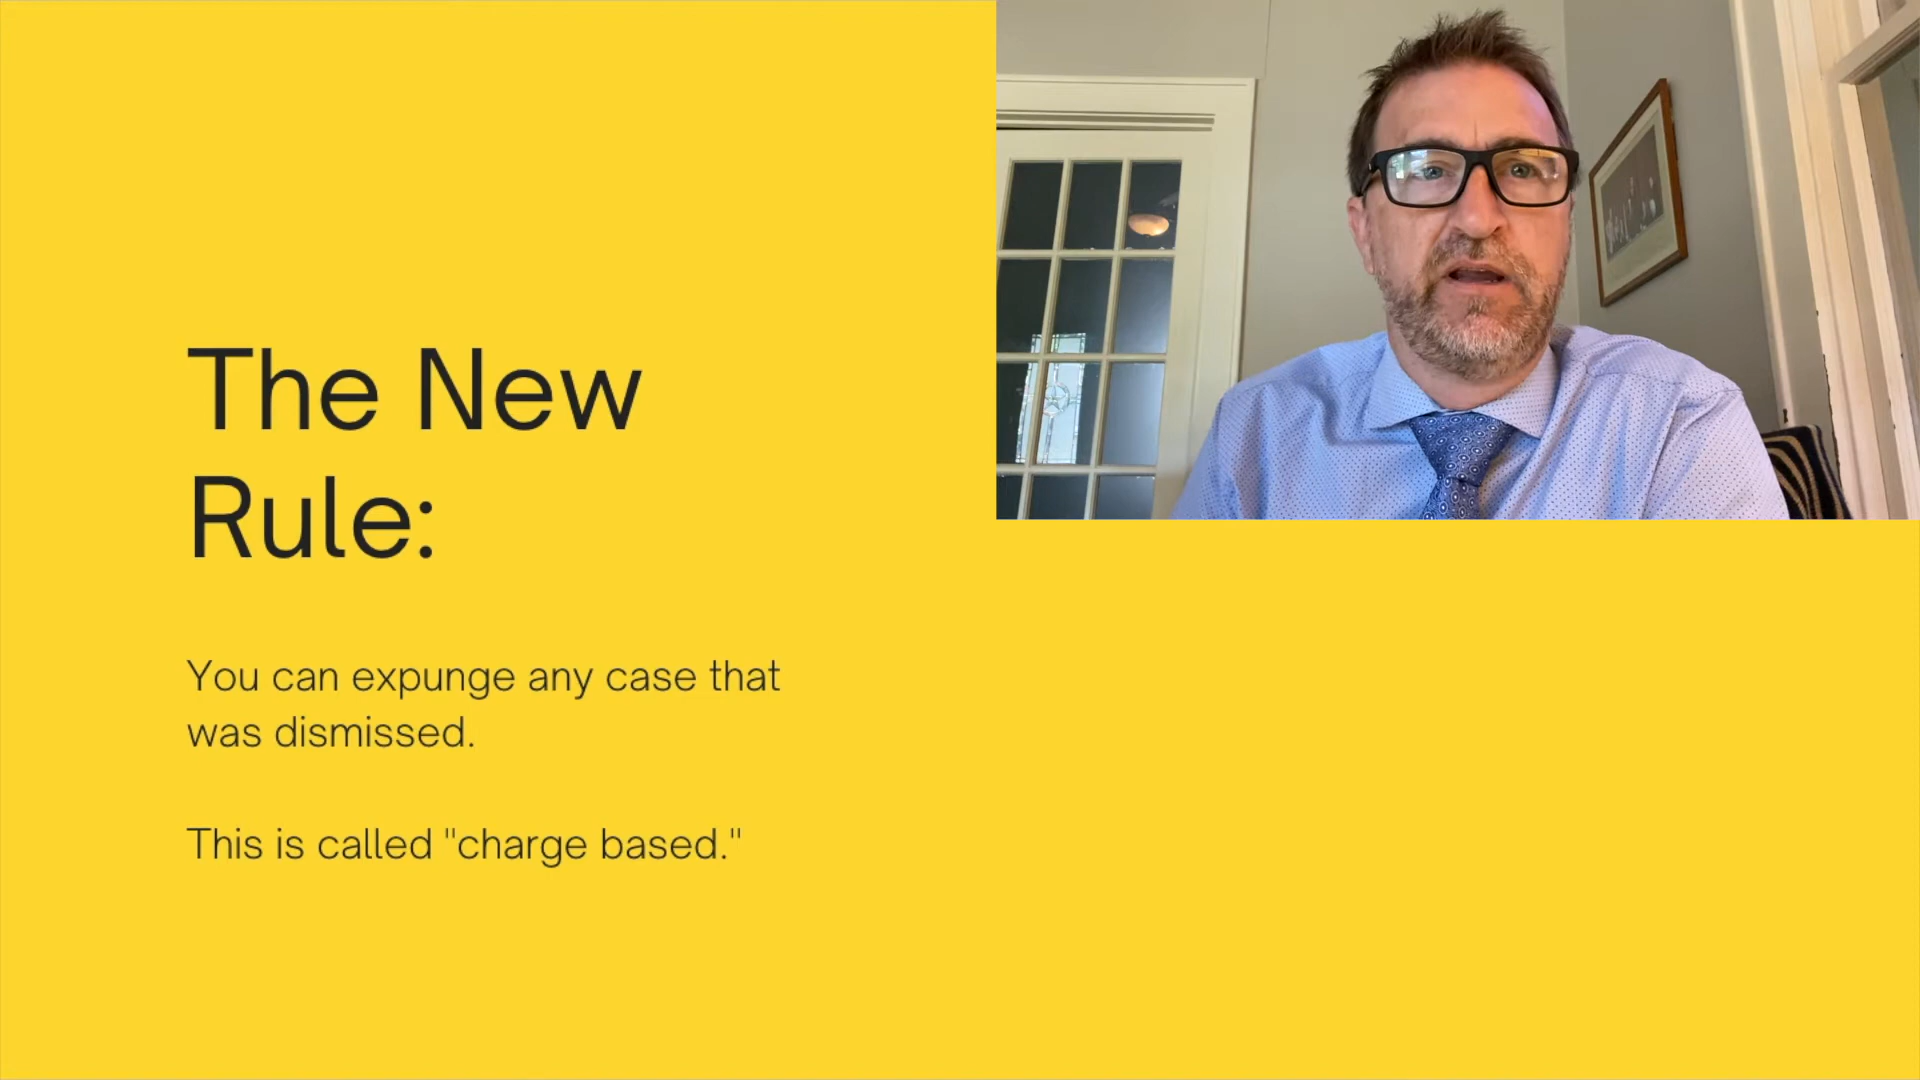 The New
Rule:
You can expunge any case that
was dismissed.
This is called "charge based."